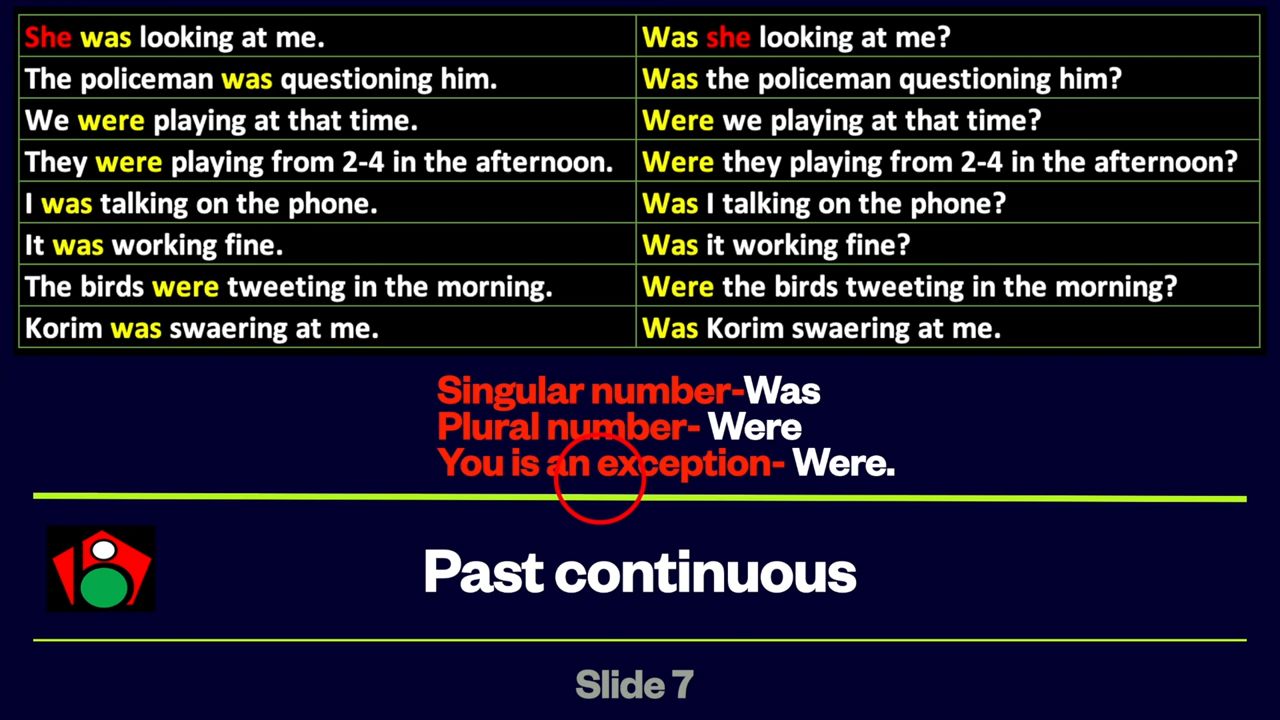 She was looking at me.
Was she looking at me?
The policeman was questioning him.
Was the policeman questioning him?
We were playing at that time.
Were we playing at that time?
They were playing from 2-4 in the afternoon.
Were they playing from 2-4 in the afternoon?
I was talking on the phone.
Was I talking on the phone?
It was working fine.
Was it working fine?
The birds were tweeting in the morning.
Were the birds tweeting in the morning?
Korim was swaering at me.
Was Korim swaering at me.
Singular number-Was
Plural number- Were
You is an exception- Were.
Past continuous
Slide 7